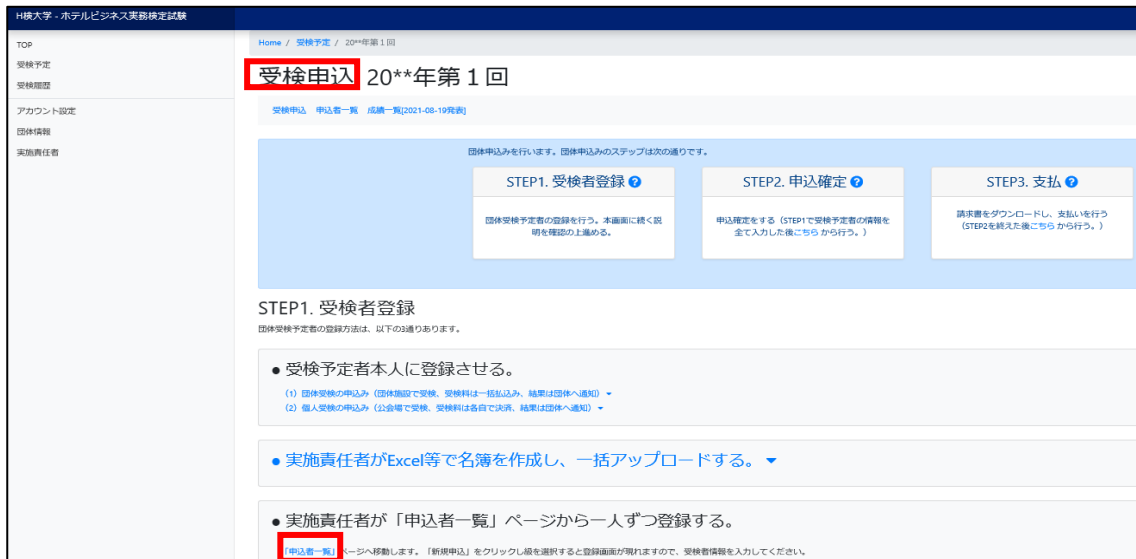 H検大学 - ホテルビジネス実務検定試験
TOP
受検予定
受検履歴
アカウント設定
団体情報
実施責任者
Home / 受検予定 / 20**年第1回
受検申込 20**年第1回
受検申込 申込者一覧 成績一覧[2021-08-19発表]
団体申込みを行います。団体申込みのステップは次の通りです。
STEP1. 受検者登録
団体受検予定者の登録を行う。本画面に続く説
明を確認の上進める。
STEP2. 申込確定
申込確定をする（STEP1で受検予定者の情報を
全て入力した後こちら から行う。）
STEP3. 支払
請求書をダウンロードし、支払いを行う
（STEP2を終えた後こちら から行う。）
STEP1. 受検者登録
団体受検予定者の登録方法は、以下の3通りあります。
● 受検予定者本人に登録させる。
（1）団体受検の申込み（団体施設で受検、受検料は一括払込み、結果は団体へ通知）
（2）個人受検の申込み（公会場で受検、受検料は各自で決済、結果は団体へ通知）
● 実施責任者がExcel等で名簿を作成し、一括アップロードする。
● 実施責任者が「申込者一覧」ページから一人ずつ登録する。
「申込者一覧」ページへ移動します。「新規申込」をクリックし級を選択すると登録画面が現れますので、受検者情報を入力してください。